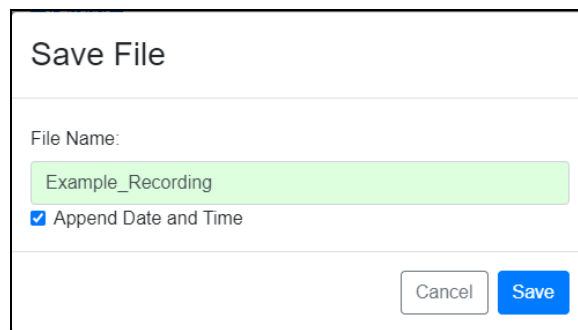 Save File
File Name:
Example_Recording
Append Date and Time
Cancel Save